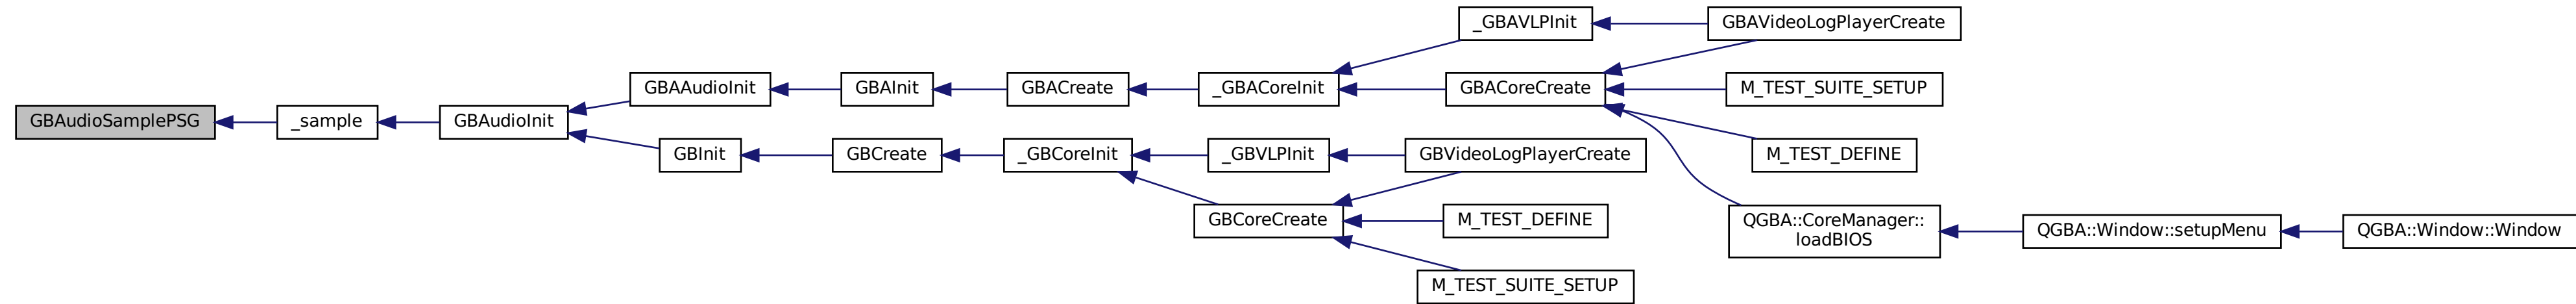 _GBAVLPInit
GBAVideoLogPlayerCreate
GBAAudioInit
GBAInit
GBACreate
_GBACoreInit
GBACoreCreate
M_TEST_SUITE_SETUP
GBAudioSamplePSG
_sample
GBAudioInit
GBInit
GBCreate
_GBCoreInit
_GBVLPInit
GBVideoLogPlayerCreate
M_TEST_DEFINE
GBCoreCreate
M_TEST_DEFINE
QGBA::CoreManager::
loadBIOS
QGBA::Window::setupMenu
QGBA::Window::Window
M_TEST_SUITE_SETUP